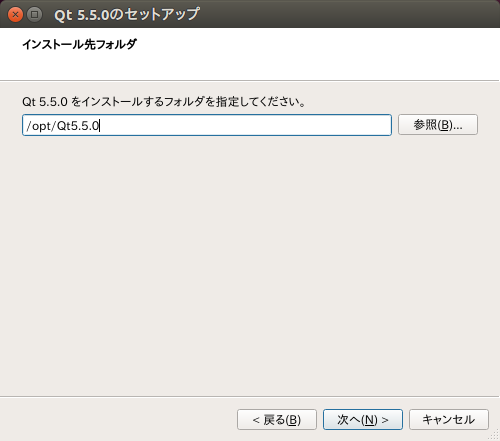 Qt 5.5.0のセットアップ
インストール先フォルダ
Qt 5.5.0 をインストールするフォルダを指定してください。
/opt/Qt5.5.0
参照(B)...
< 戻る(B)
次へ(N) >
キャンセル